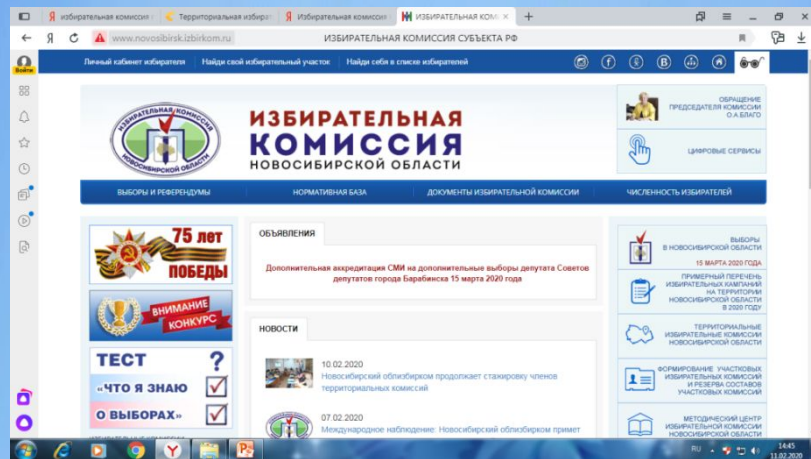 избирательная комиссия
Территориальная избират
Избирательная комиссия
ИЗБИРАТЕЛЬНАЯ КОМ
www.novosibirsk.izbirkom.ru
ИЗБИРАТЕЛЬНАЯ КОМИССИЯ СУБЪЕКТА РФ
Войти
Личный кабинет избирателя
Найди свой избирательный участок
Найди себя в списке избирателей
ИЗБИРАТЕЛЬНАЯ КОМИССИЯ
НОВОСИБИРСКОЙ ОБЛАСТИ
ИЗБИРАТЕЛЬНАЯ
КОМИССИЯ
НОВОСИБИРСКОЙ ОБЛАСТИ
ОБРАЩЕНИЕ
ПРЕДСЕДАТЕЛЯ КОМИССИИ
О.А.БЛАГО
ЦИФРОВЫЕ СЕРВИСЫ
ВЫБОРЫ И РЕФЕРЕНДУМЫ
НОРМАТИВНАЯ БАЗА
ДОКУМЕНТЫ ИЗБИРАТЕЛЬНОЙ КОМИССИИ
ЧИСЛЕННОСТЬ ИЗБИРАТЕЛЕЙ
75 лет
ПОБЕДЫ
ВНИМАНИЕ
КОНКУРС
ТЕСТ ?
«ЧТО Я ЗНАЮ
О ВЫБОРАХ»
ОБЪЯВЛЕНИЯ
Дополнительная аккредитация СМИ на дополнительные выборы депутата Советов
депутатов города Барабинска 15 марта 2020 года
НОВОСТИ
10.02.2020
Новосибирский облизбирком продолжает стажировку членов
территориальных комиссий
07.02.2020
Международное наблюдение: Новосибирский облизбирком примет
ВЫБОРЫ
В НОВОСИБИРСКОЙ ОБЛАСТИ
15 МАРТА 2020 ГОДА
ПРИМЕРНЫЙ ПЕРЕЧЕНЬ
ИЗБИРАТЕЛЬНЫХ КАМПАНИЙ
НА ТЕРРИТОРИИ
НОВОСИБИРСКОЙ ОБЛАСТИ
В 2020 ГОДУ
ТЕРРИТОРИАЛЬНЫЕ
ИЗБИРАТЕЛЬНЫЕ КОМИССИИ
НОВОСИБИРСКОЙ ОБЛАСТИ
ФОРМИРОВАНИЕ УЧАСТКОВЫХ
ИЗБИРАТЕЛЬНЫХ КОМИССИЙ
И РЕЗЕРВА СОСТАВОВ
УЧАСТКОВЫХ КОМИССИЙ
МЕТОДИЧЕСКИЙ ЦЕНТР
ИЗБИРАТЕЛЬНОЙ КОМИССИИ
НОВОСИБИРСКОЙ ОБЛАСТИ
RU
14:45
11.02.2020